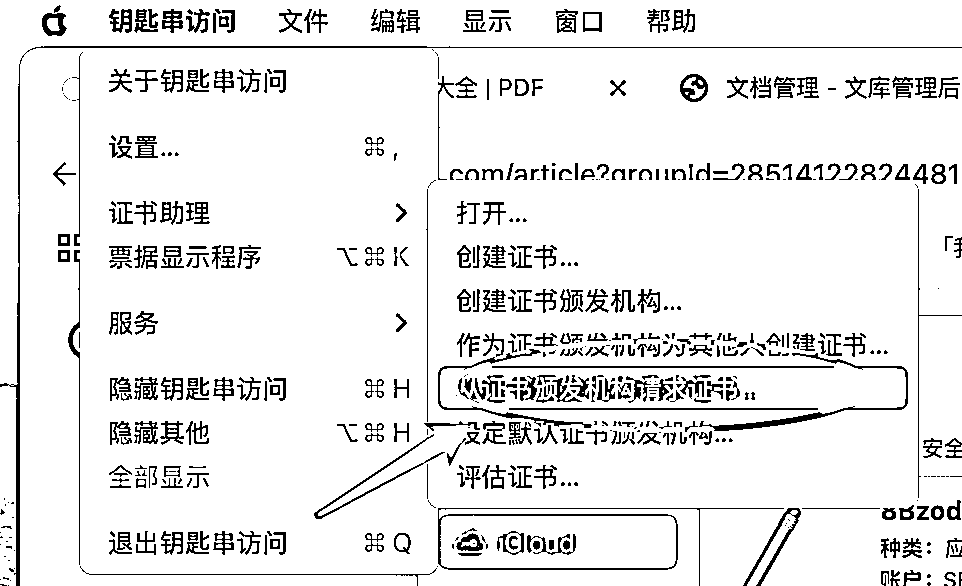 钥匙串访问 文件 编辑 显示 窗口 帮助
关于钥匙串访问
大全 | PDF × 文档管理 - 文库管理后
设置... ⌘ ,
com/article?groupId=28514122824481
证书助理 >
打开...
票据显示程序 ⌥⌘K
创建证书...
创建证书颁发机构...
服务 >
作为证书颁发机构为其他人创建证书...
隐藏钥匙串访问 ⌘H
从证书颁发机构请求证书...
隐藏其他 ⌥⌘H
设定默认证书颁发机构...
安全
全部显示
评估证书...
8Bzod
退出钥匙串访问 ⌘Q
iCloud
种类：应
账户：